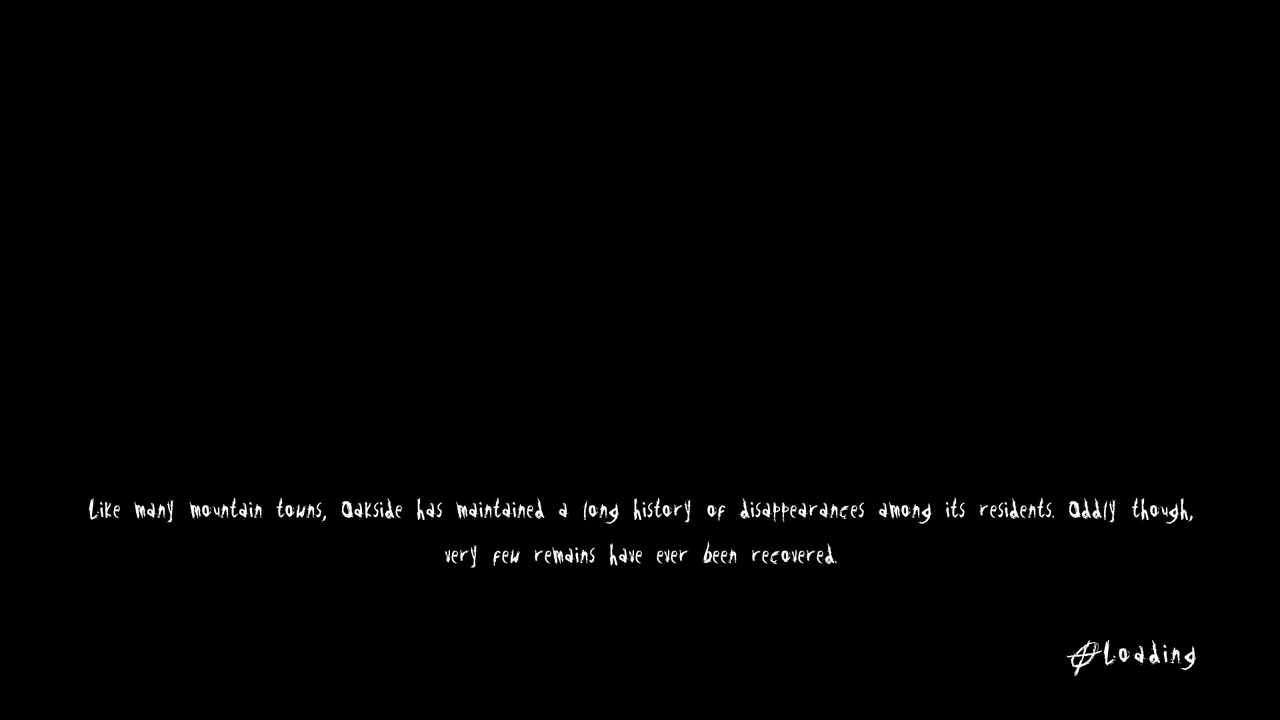 Like many mountain towns, Oakside has maintained a long history of disappearances among its residents. Oddly though,
very few remains have ever been recovered.
Loading